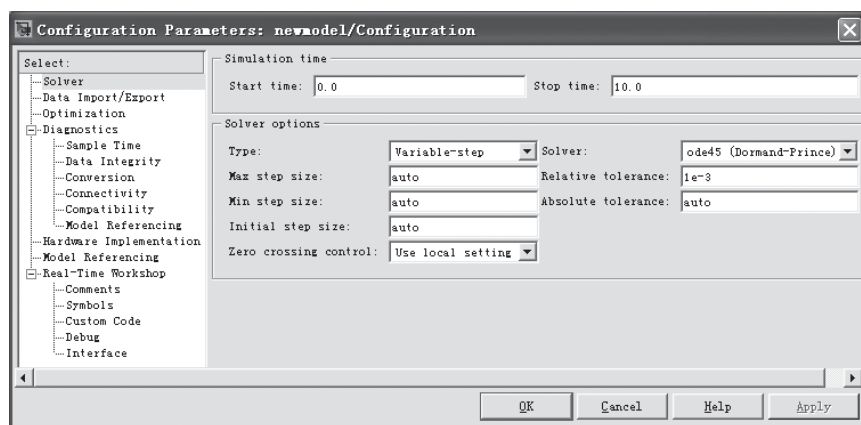 Configuration Parameters: newmodel/Configuration
Select:
Solver
Data Import/Export
Optimization
Diagnostics
Sample Time
Data Integrity
Conversion
Connectivity
Compatibility
Model Referencing
Hardware Implementation
Model Referencing
Real-Time Workshop
Comments
Symbols
Custom Code
Debug
Interface
Simulation time
Start time: 0.0 Stop time: 10.0
Solver options
Type: Variable-step Solver: ode45 (Dormand-Prince)
Max step size: auto Relative tolerance: 1e-3
Min step size: auto Absolute tolerance: auto
Initial step size: auto
Zero crossing control: Use local setting
OK Cancel Help Apply